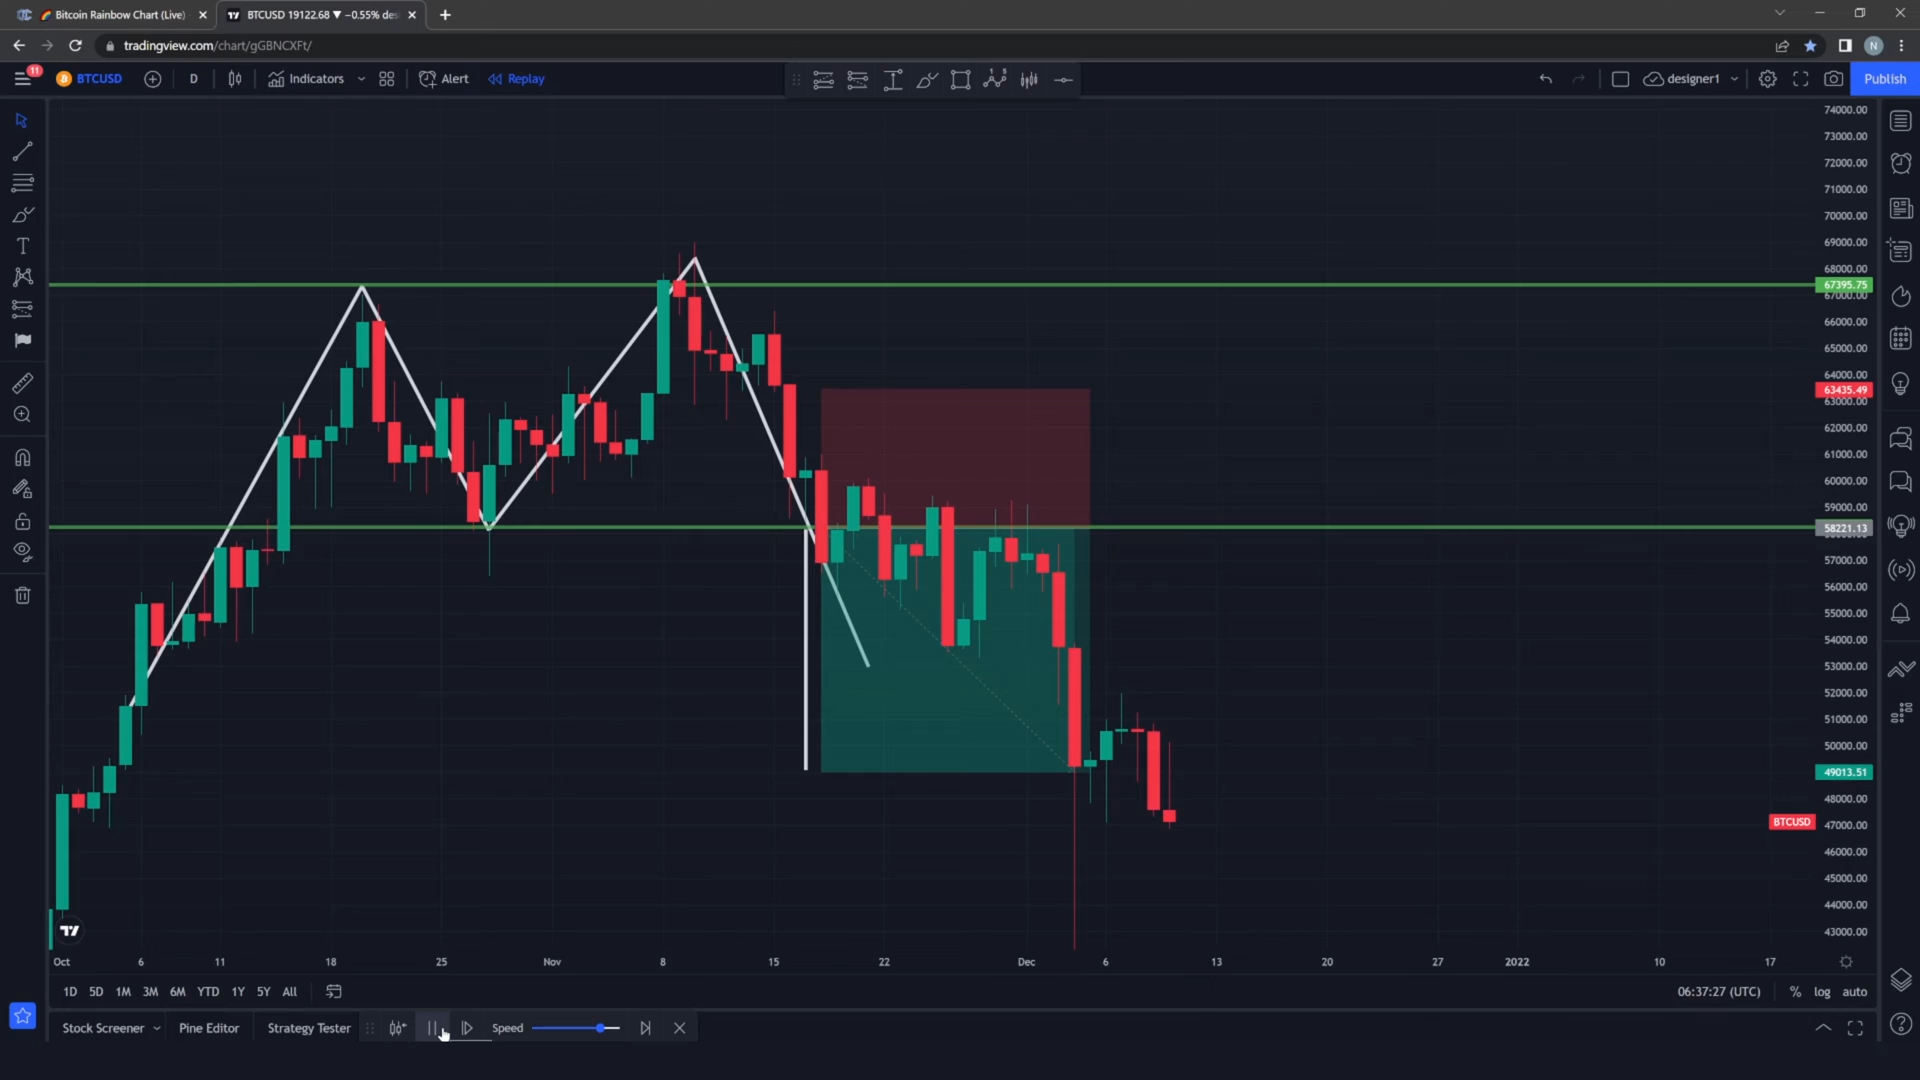 Bitcoin Rainbow Chart (Live)
BTCUSD 19122.68 ▼ −0.55% des
tradingview.com/chart/gGBNCXFt/
N
11
BTCUSD
D
Indicators
Alert
Replay
designer1
Publish
74000.00
73000.00
72000.00
71000.00
70000.00
69000.00
68000.00
67395.75
67000.00
66000.00
65000.00
64000.00
63435.49
63000.00
62000.00
61000.00
60000.00
59000.00
58221.13
57000.00
56000.00
55000.00
54000.00
53000.00
52000.00
51000.00
50000.00
49013.51
48000.00
BTCUSD
47000.00
46000.00
45000.00
44000.00
43000.00
Oct 6 11 18 25 Nov 8 15 22 Dec 6 13 20 27 2022 10 17
1D 5D 1M 3M 6M YTD 1Y 5Y All
06:37:27 (UTC) % log auto
Stock Screener Pine Editor Strategy Tester Speed